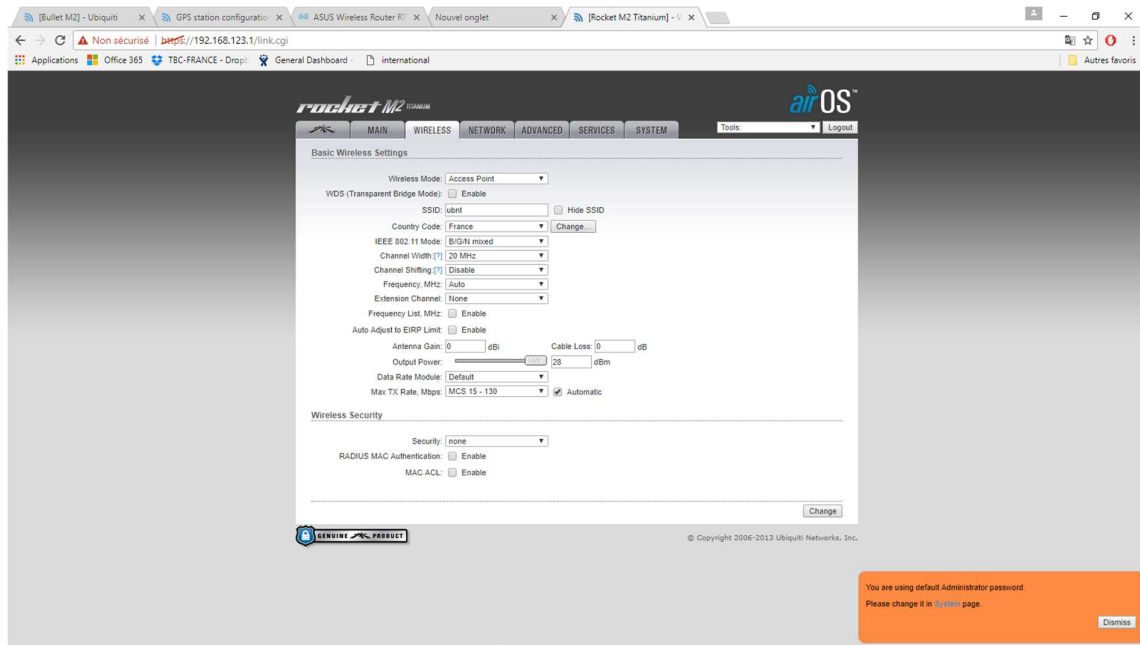 [Bullet M2] - Ubiquiti GPS station configuratio ASUS Wireless Router RT Nouvel onglet [Rocket M2 Titanium] - W
Non sécurisé | https://192.168.123.1/link.cgi
Applications Office 365 TBC-FRANCE - Dropb General Dashboard - international Autres favoris
rocket M2 TITANIUM airOS™
MAIN WIRELESS NETWORK ADVANCED SERVICES SYSTEM Tools: Logout
Basic Wireless Settings
Wireless Mode: Access Point
WDS (Transparent Bridge Mode): Enable
SSID: ubnt Hide SSID
Country Code: France Change...
IEEE 802.11 Mode: B/G/N mixed
Channel Width:[?] 20 MHz
Channel Shifting:[?] Disable
Frequency, MHz: Auto
Extension Channel: None
Frequency List, MHz: Enable
Auto Adjust to EIRP Limit: Enable
Antenna Gain: 0 dBi Cable Loss: 0 dB
Output Power: 28 dBm
Data Rate Module: Default
Max TX Rate, Mbps: MCS 15 - 130 Automatic
Wireless Security
Security: none
RADIUS MAC Authentication: Enable
MAC ACL: Enable
Change
GENUINE PRODUCT
© Copyright 2006-2013 Ubiquiti Networks, Inc.
You are using default Administrator password.
Please change it in System page.
Dismiss